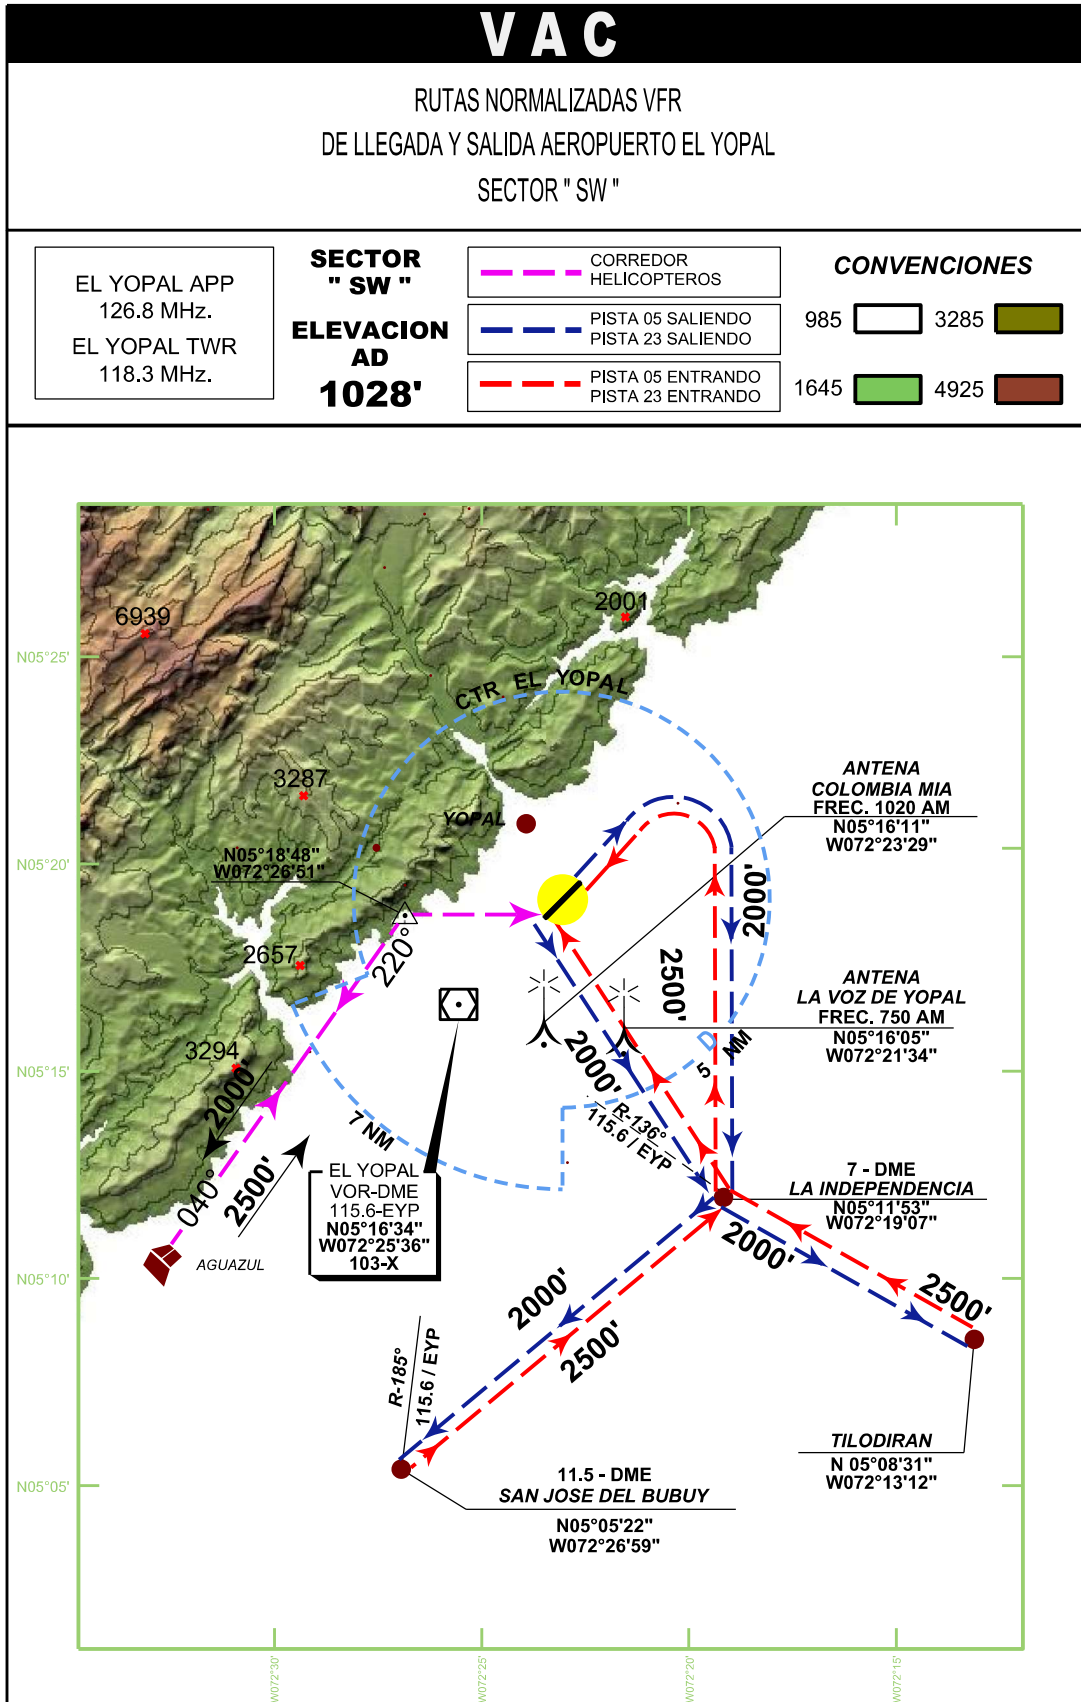 VAC
RUTAS NORMALIZADAS VFR
DE LLEGADA Y SALIDA AEROPUERTO EL YOPAL
SECTOR " SW "
EL YOPAL APP
126.8 MHz.
EL YOPAL TWR
118.3 MHz.
SECTOR
" SW "
ELEVACION
AD
1028'
CORREDOR
HELICOPTEROS
PISTA 05 SALIENDO
PISTA 23 SALIENDO
PISTA 05 ENTRANDO
PISTA 23 ENTRANDO
CONVENCIONES
985
3285
1645
4925
2001
6939
N05°25'
CTR EL YOPAL
3287
ANTENA
COLOMBIA MIA
FREC. 1020 AM
N05°16'11"
W072°23'29"
YOPAL
N05°20'
N05°18'48"
W072°26'51"
2000'
220°
2657
2500'
ANTENA
LA VOZ DE YOPAL
FREC. 750 AM
N05°16'05"
W072°21'34"
D
5 NM
3294
2000'
N05°15'
2000'
7 NM
R-136°
115.6 / EYP
040°
2500'
EL YOPAL
VOR-DME
115.6-EYP
N05°16'34"
W072°25'36"
103-X
7 - DME
LA INDEPENDENCIA
N05°11'53"
W072°19'07"
AGUAZUL
N05°10'
2000'
2500'
2000'
2500'
R-185°
115.6 / EYP
TILODIRAN
N 05°08'31"
W072°13'12"
11.5 - DME
SAN JOSE DEL BUBUY
N05°05'22"
W072°26'59"
N05°05'
W072°30'
W072°25'
W072°20'
W072°15'